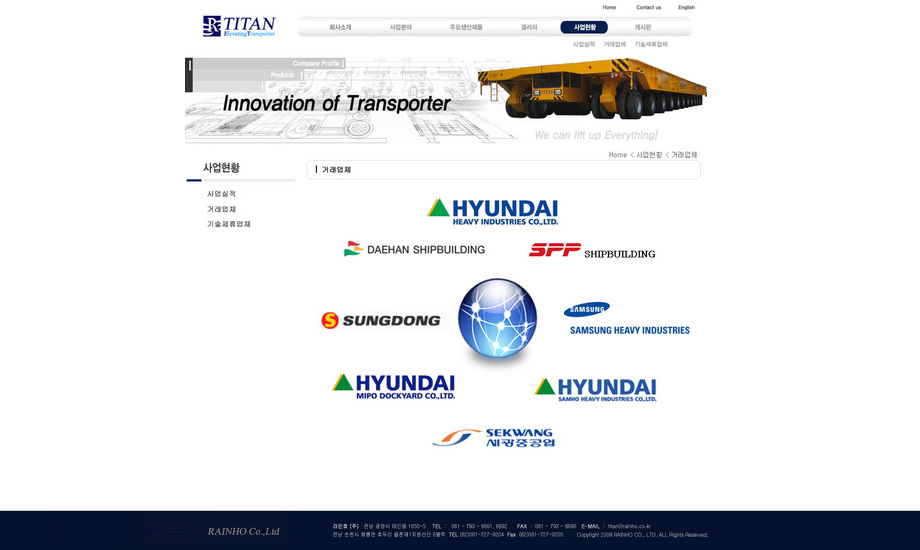 Home Contact us English
TITAN
Elevating Transporter
회사소개 사업분야 주요생산제품 갤러리 사업현황 게시판
사업실적 거래업체 기술제휴업체
Company Profile
Products
Innovation of Transporter
We can lift up Everything!
Home < 사업현황 < 거래업체
사업현황
거래업체
사업실적
거래업체
기술제휴업체
HYUNDAI
HEAVY INDUSTRIES CO.,LTD.
DAEHAN SHIPBUILDING
SPP SHIPBUILDING
SUNGDONG
SAMSUNG
SAMSUNG HEAVY INDUSTRIES
HYUNDAI
MIPO DOCKYARD CO.,LTD.
HYUNDAI
SAMHO HEAVY INDUSTRIES CO.,LTD.
SEKWANG
세광중공업
RAINHO Co.,Ltd
라인호 (주) 전남 광양시 태인동 1655-5 TEL : 061 - 793 - 6691, 6692 FAX : 061 - 793 - 6690 E-MAIL : titan@rainho.co.kr
전남 순천시 해룡면 호두리 율촌제1지방산단 6블럭 TEL (82)061-727-9204 Fax (82)061-727-9205 Copyright 2009 RAINHO CO., LTD. ALL Rights Reserved.